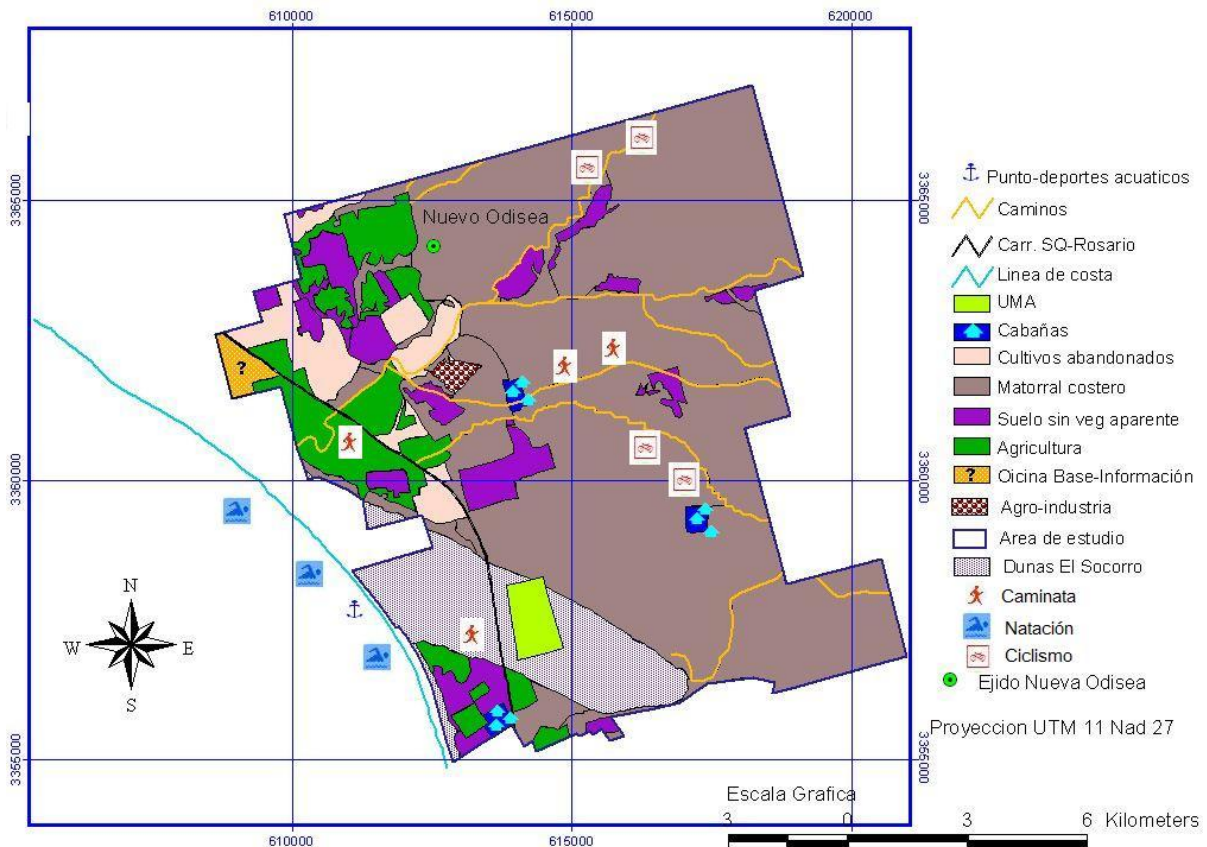 610000
615000
620000
3365000
3365000
Nuevo Odisea
?
3360000
3360000
N
W
E
S
3355000
3355000
610000
615000
Punto-deportes acuaticos
Caminos
Carr. SQ-Rosario
Linea de costa
UMA
Cabañas
Cultivos abandonados
Matorral costero
Suelo sin veg aparente
Agricultura
? Oicina Base-Información
Agro-industria
Area de estudio
Dunas El Socorro
Caminata
Natación
Ciclismo
Ejido Nueva Odisea
Proyeccion UTM 11 Nad 27
Escala Grafica
3 0 3 6 Kilometers